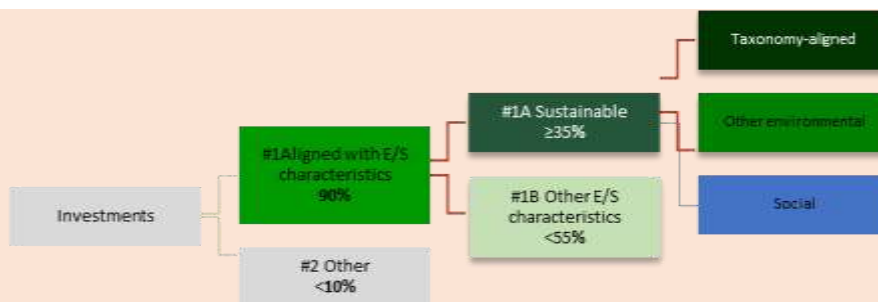 Investments
#1Aligned with E/S
characteristics
90%
#2 Other
<10%
#1A Sustainable
≥35%
#1B Other E/S
characteristics
<55%
Taxonomy-aligned
Other environmental
Social